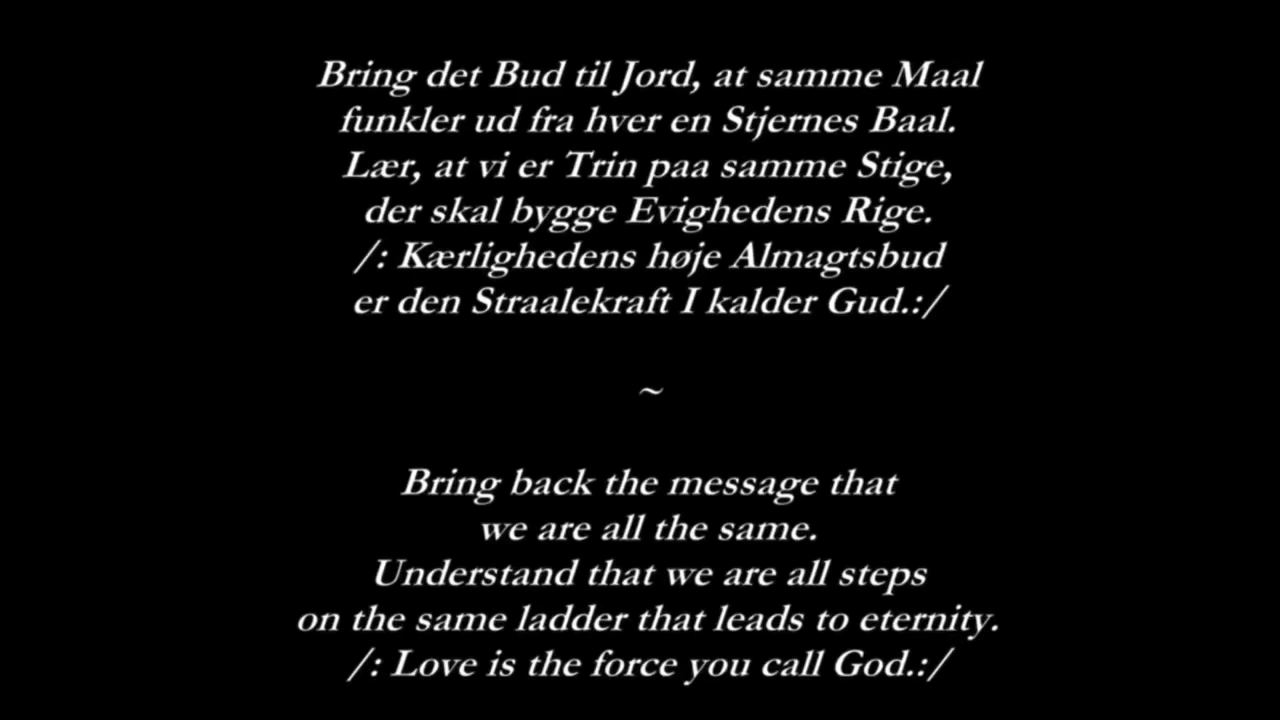 Bring det Bud til Jord, at samme Maal
funkler ud fra hver en Stjernes Baal.
Lær, at vi er Trin paa samme Stige,
der skal bygge Evighedens Rige.
/: Kærlighedens høje Almagtsbud
er den Straalekraft I kalder Gud.:/
~
Bring back the message that
we are all the same.
Understand that we are all steps
on the same ladder that leads to eternity.
/: Love is the force you call God.:/